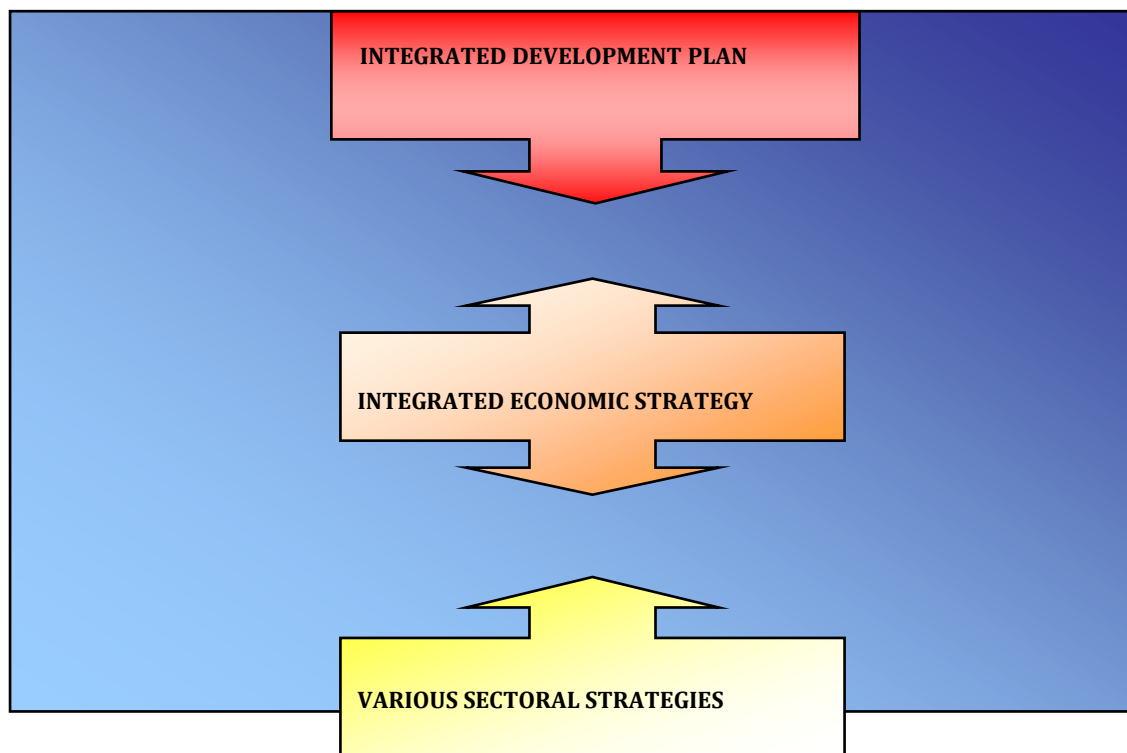 INTEGRATED DEVELOPMENT PLAN
INTEGRATED ECONOMIC STRATEGY
VARIOUS SECTORAL STRATEGIES